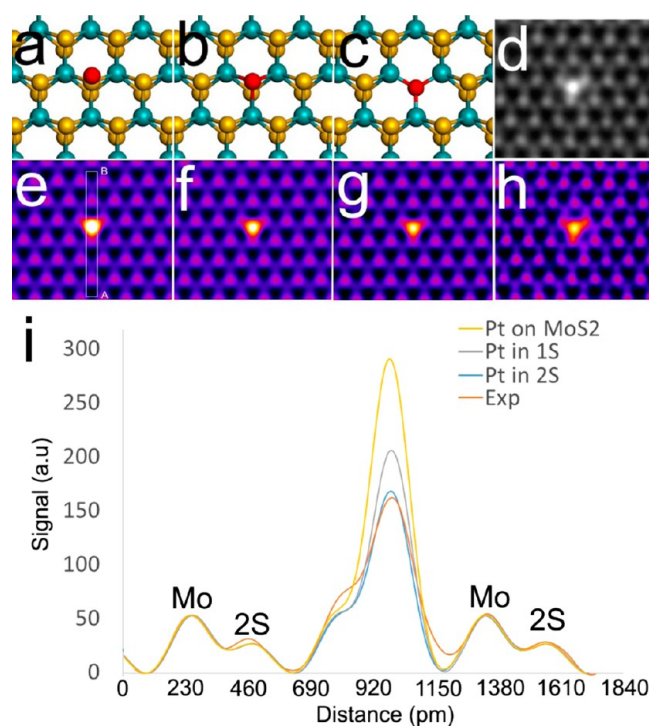 a b c d
e f g h
B
A
i
Pt on MoS2
Pt in 1S
Pt in 2S
Exp
300
250
200
150
100
50
0
Signal (a.u)
Mo
2S
Mo
2S
0 230 460 690 920 1150 1380 1610 1840
Distance (pm)